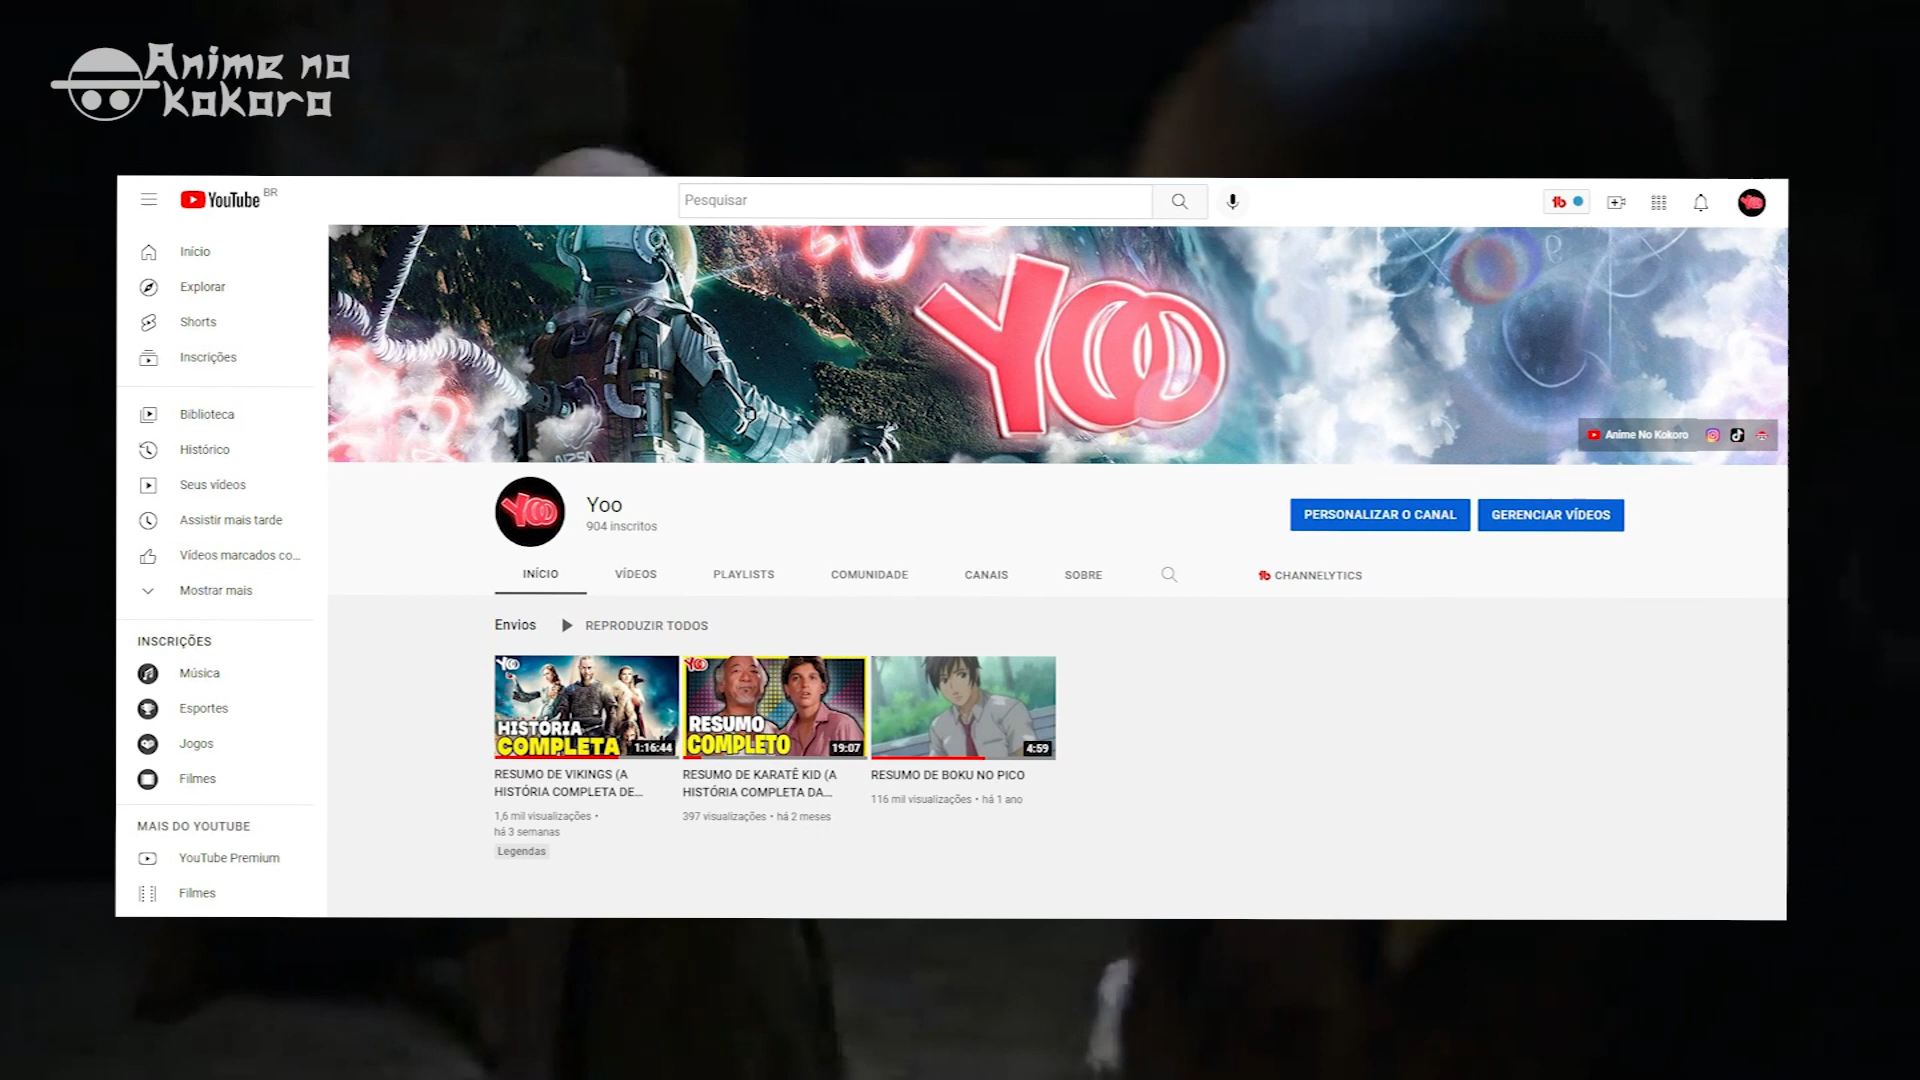 Anime no
Kokoro
YouTube BR
Pesquisar
Início
Explorar
Shorts
Inscrições
Biblioteca
Histórico
Seus vídeos
Assistir mais tarde
Vídeos marcados co...
Mostrar mais
INSCRIÇÕES
Música
Esportes
Jogos
Filmes
MAIS DO YOUTUBE
YouTube Premium
Filmes
YOO
Anime No Kokoro
YOO
Yoo
904 inscritos
PERSONALIZAR O CANAL
GERENCIAR VÍDEOS
INÍCIO
VÍDEOS
PLAYLISTS
COMUNIDADE
CANAIS
SOBRE
CHANNELYTICS
Envios
REPRODUZIR TODOS
YOO
HISTÓRIA
COMPLETA
1:16:44
RESUMO DE VIKINGS (A
HISTÓRIA COMPLETA DE...
1,6 mil visualizações •
há 3 semanas
Legendas
YOO
RESUMO
COMPLETO
19:07
RESUMO DE KARATÊ KID (A
HISTÓRIA COMPLETA DA...
397 visualizações • há 2 meses
4:59
RESUMO DE BOKU NO PICO
116 mil visualizações • há 1 ano